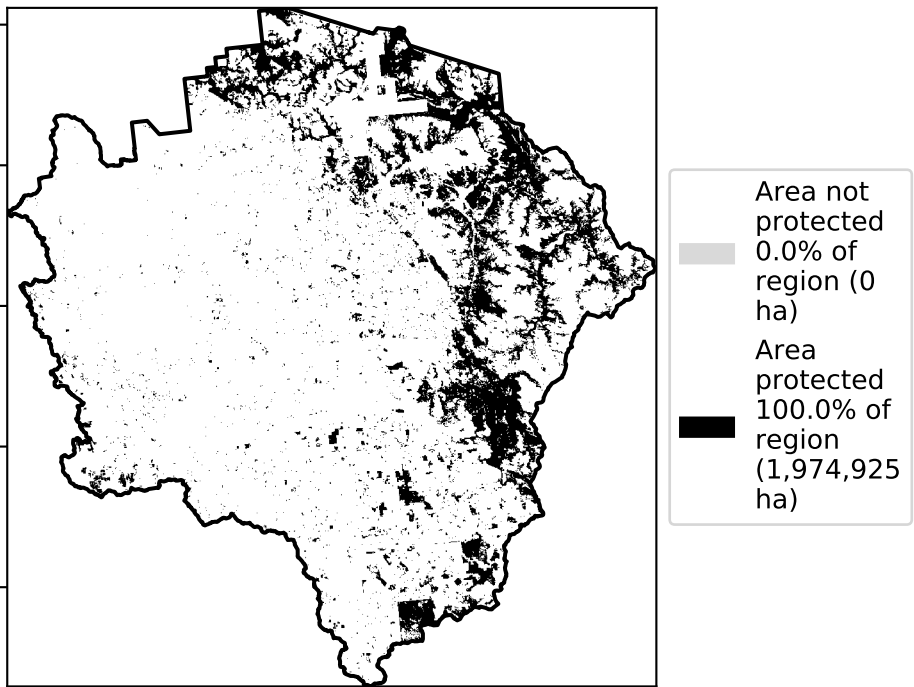 Area not
protected
0.0% of
region (0
ha)
Area
protected
100.0% of
region
(1,974,925
ha)